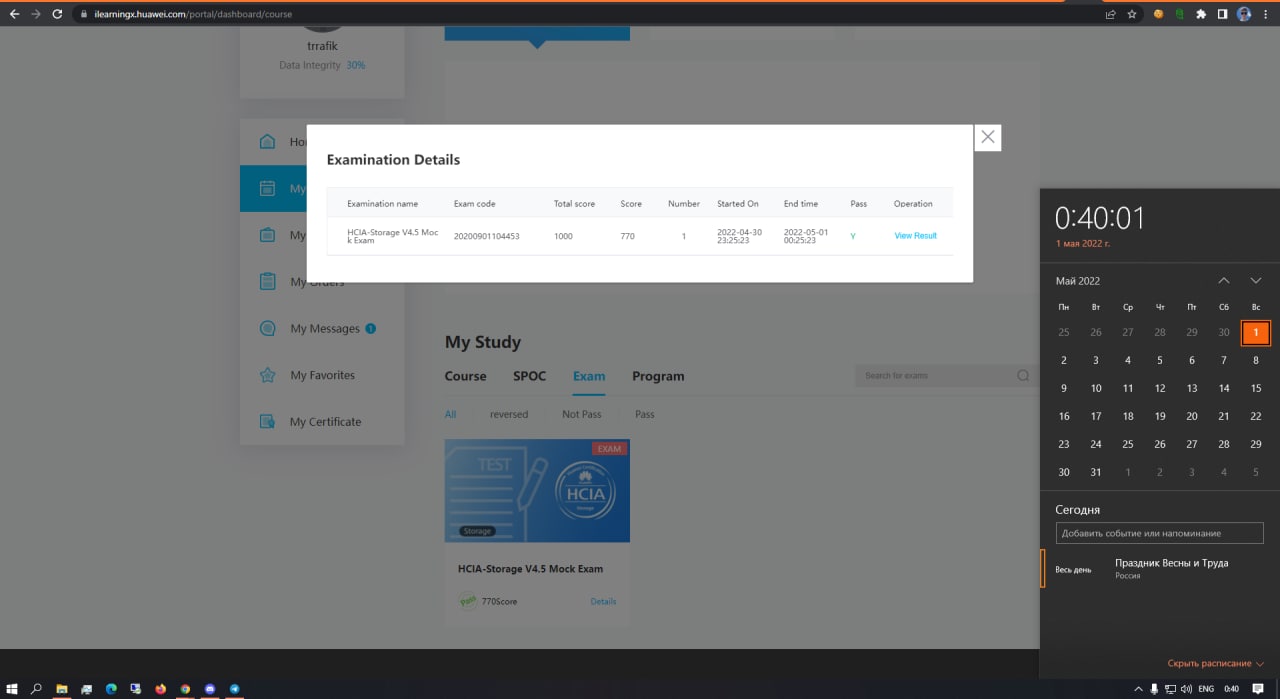 ilearningx.huawei.com/portal/dashboard/course
trrafik
Data Integrity 30%
Ho
My
My
My Orders
My Messages 1
My Favorites
My Certificate
Examination Details
Examination name Exam code Total score Score Number Started On End time Pass Operation
HCIA-Storage V4.5 Moc
k Exam
20200901104453 1000 770 1
2022-04-30
23:25:23
2022-05-01
00:25:23
Y View Result
My Study
Course SPOC Exam Program
Search for exams
All reversed Not Pass Pass
EXAM
TEST
HCIA
Storage
Storage
HCIA-Storage V4.5 Mock Exam
Pass 770Score Details
0:40:01
1 мая 2022 г.
Май 2022
Пн Вт Ср Чт Пт Сб Вс
25 26 27 28 29 30 1
2 3 4 5 6 7 8
9 10 11 12 13 14 15
16 17 18 19 20 21 22
23 24 25 26 27 28 29
30 31 1 2 3 4 5
Сегодня
Добавить событие или напоминание
Весь день
Праздник Весны и Труда
Россия
Скрыть расписание
ENG 0:40